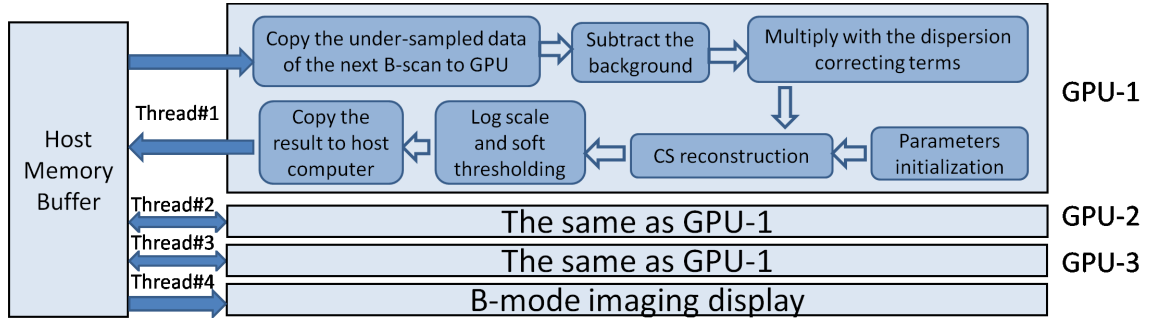 Copy the under-sampled data
of the next B-scan to GPU
Subtract the
background
Multiply with the dispersion
correcting terms
GPU-1
Thread#1
Host
Memory
Buffer
Copy the
result to host
computer
Log scale
and soft
thresholding
CS reconstruction
Parameters
initialization
Thread#2
The same as GPU-1
GPU-2
Thread#3
The same as GPU-1
GPU-3
Thread#4
B-mode imaging display